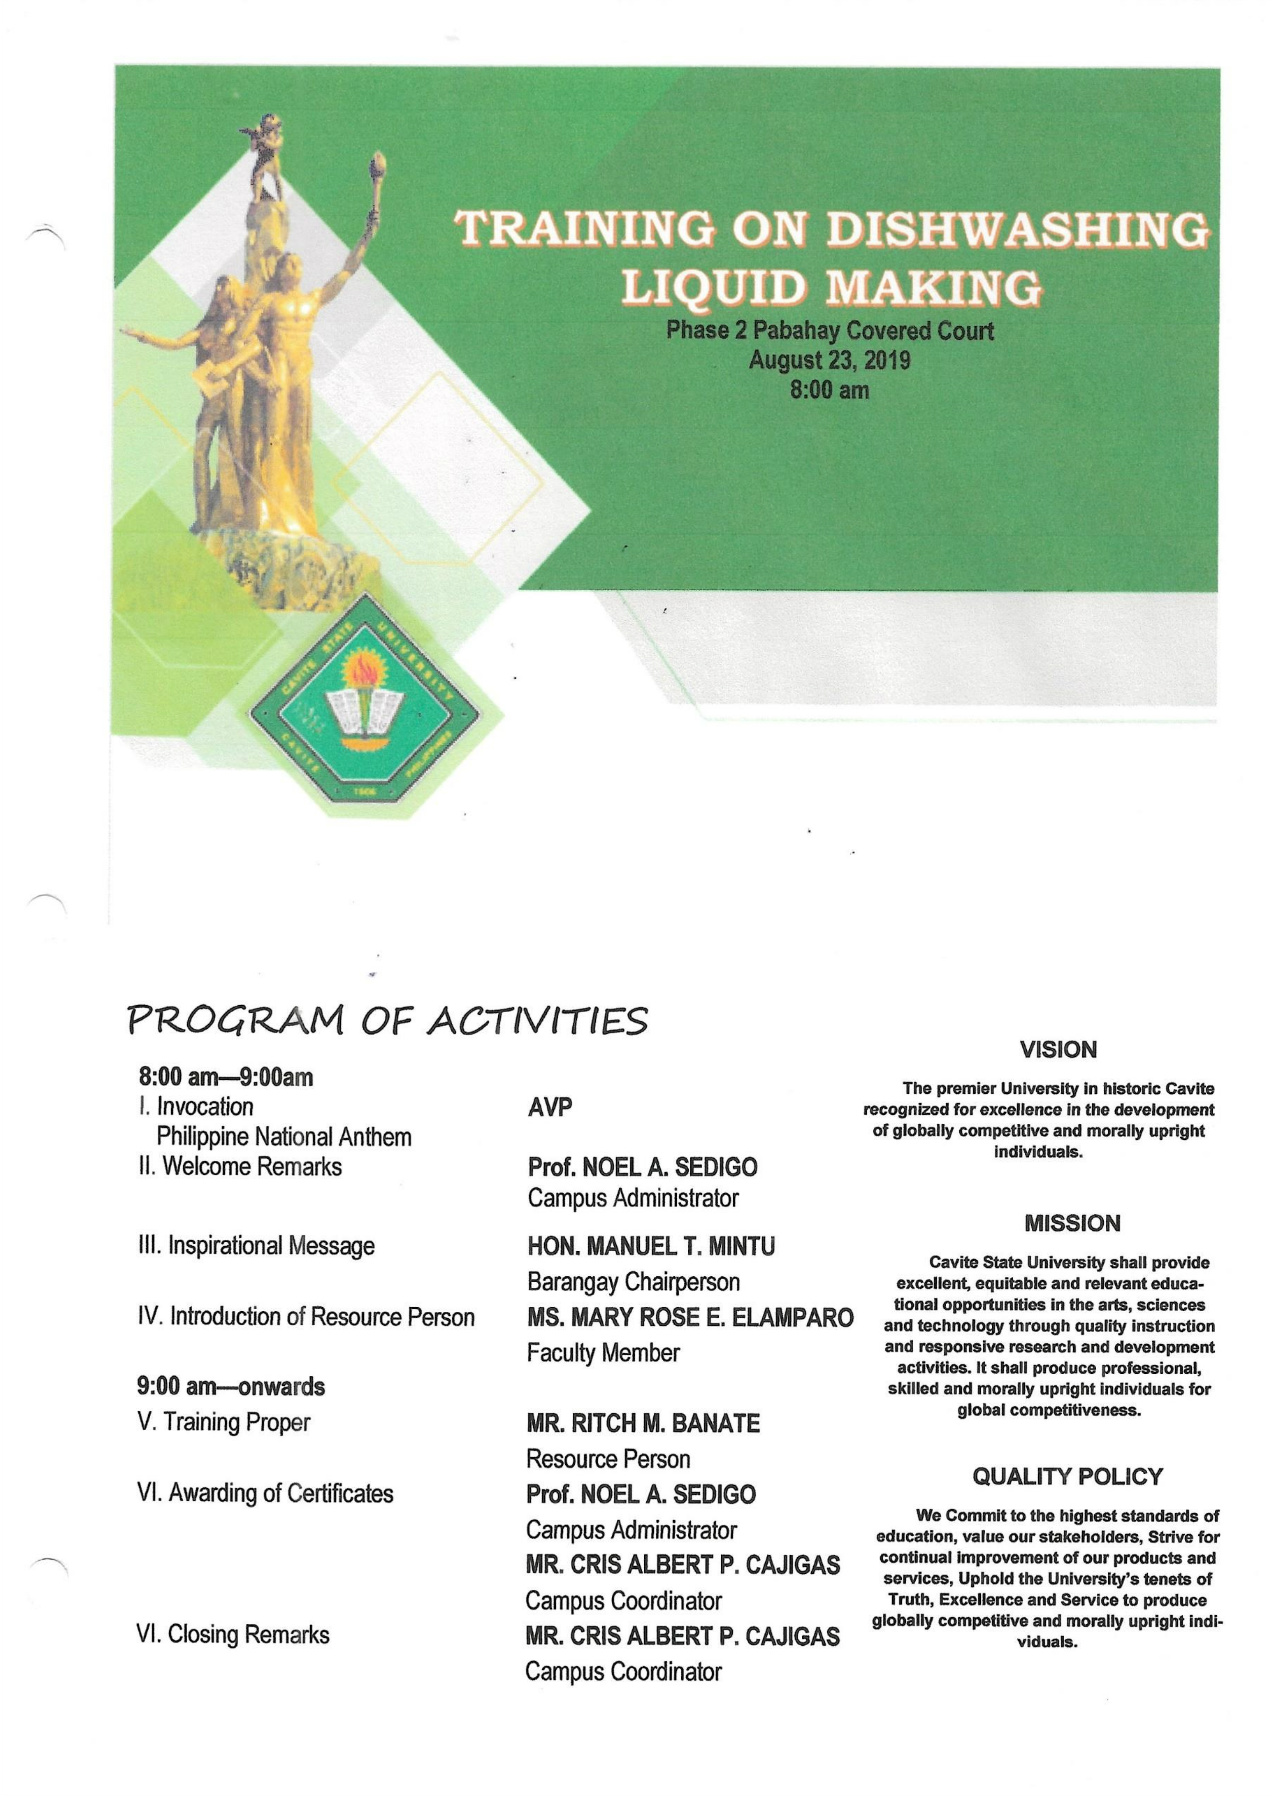 TRAINING ON DISHWASHING
LIQUID MAKING
Phase 2 Pabahay Covered Court
August 23, 2019
8:00 am
CAVITE STATE UNIVERSITY
CAVITE
PHILIPPINES
1906
PROGRAM OF ACTIVITIES
8:00 am—9:00am
I. Invocation AVP
Philippine National Anthem
II. Welcome Remarks Prof. NOEL A. SEDIGO
Campus Administrator
III. Inspirational Message HON. MANUEL T. MINTU
Barangay Chairperson
IV. Introduction of Resource Person MS. MARY ROSE E. ELAMPARO
Faculty Member
9:00 am—onwards
V. Training Proper MR. RITCH M. BANATE
Resource Person
VI. Awarding of Certificates Prof. NOEL A. SEDIGO
Campus Administrator
MR. CRIS ALBERT P. CAJIGAS
Campus Coordinator
VI. Closing Remarks MR. CRIS ALBERT P. CAJIGAS
Campus Coordinator
VISION
The premier University in historic Cavite
recognized for excellence in the development
of globally competitive and morally upright
individuals.
MISSION
Cavite State University shall provide
excellent, equitable and relevant educa-
tional opportunities in the arts, sciences
and technology through quality instruction
and responsive research and development
activities. It shall produce professional,
skilled and morally upright individuals for
global competitiveness.
QUALITY POLICY
We Commit to the highest standards of
education, value our stakeholders, Strive for
continual improvement of our products and
services, Uphold the University's tenets of
Truth, Excellence and Service to produce
globally competitive and morally upright indi-
viduals.